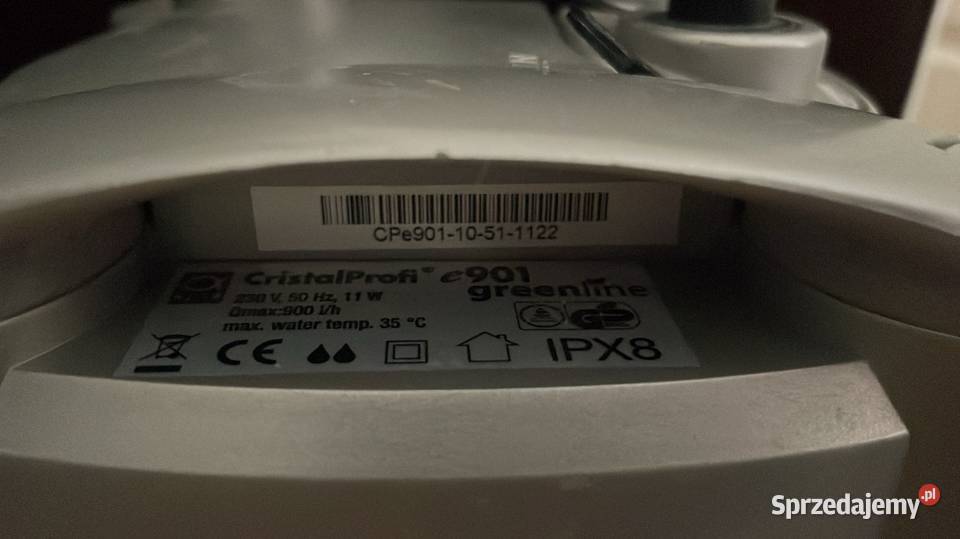 CPe901-10-51-1122
CristalProfi® e901
greenline
230 V, 50 Hz, 11 W
Qmax:900 l/h
max. water temp. 35 °C
CE
GS
IPX8
Sprzedajemy.pl